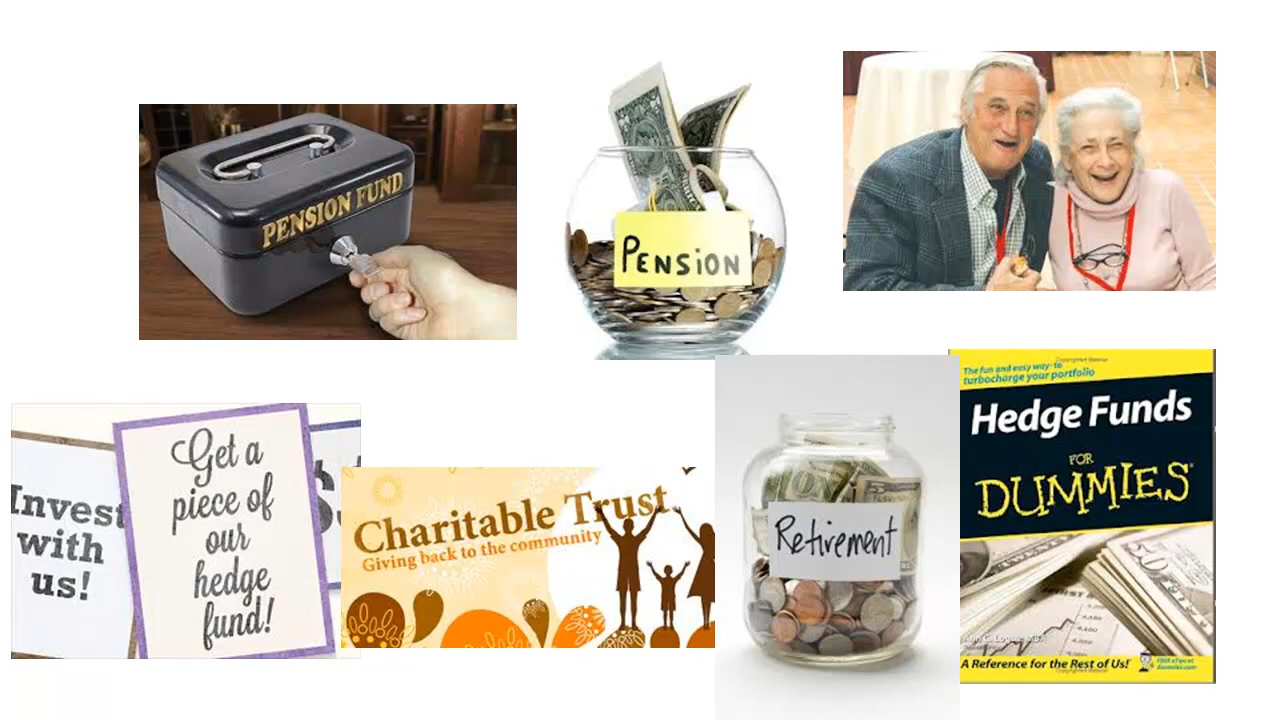 PENSION FUND
PENSION
Invest
with
us!
Get a
piece of
our
hedge
fund!
Charitable Trust
Giving back to the community
Retirement
The fun and easy way to
turbocharge your portfolio
Hedge Funds
FOR
DUMMIES
A Reference for the Rest of Us!